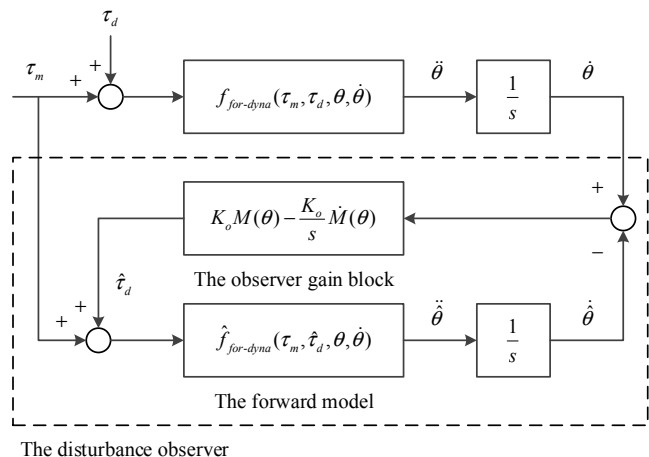 τ_d
τ_m
+
+
f_for-dyna(τ_m, τ_d, θ, θ̇)
θ̈
1/s
θ̇
+
−
K_o M(θ) − K_o/s Ṁ(θ)
The observer gain block
τ̂_d
+
+
f̂_for-dyna(τ_m, τ̂_d, θ, θ̇)
θ̂̈
1/s
θ̂̇
The forward model
The disturbance observer